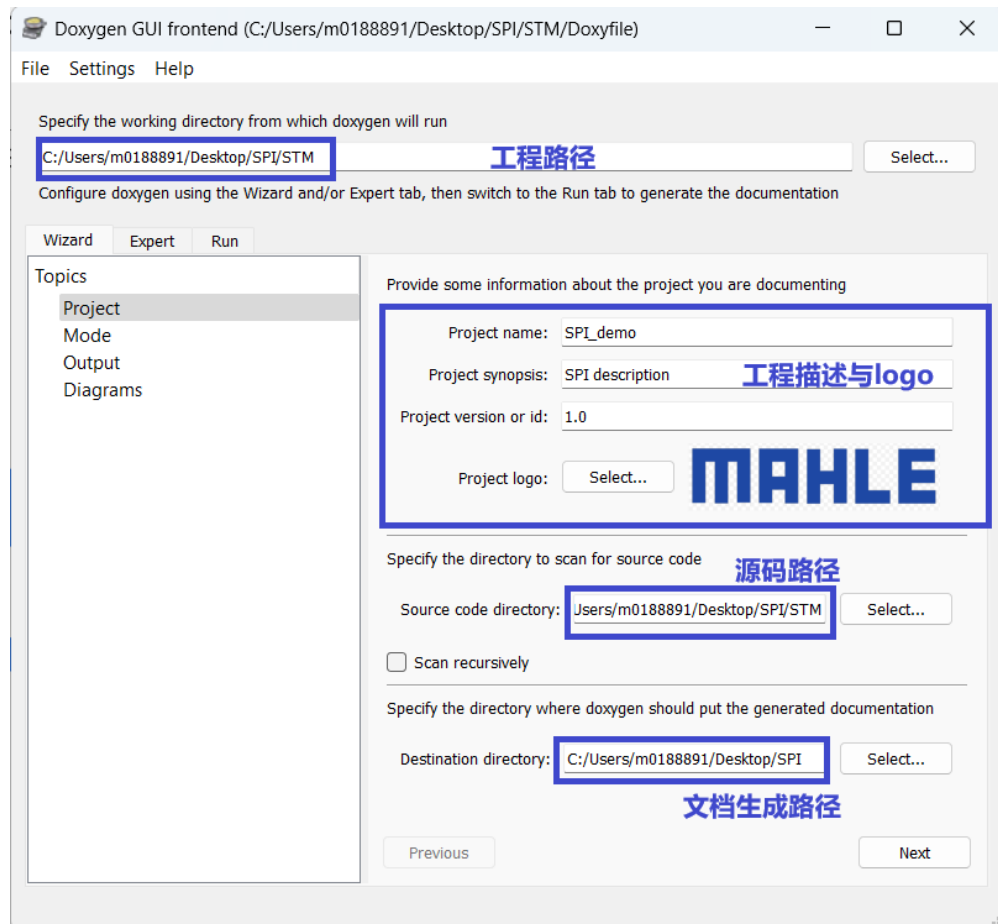 Doxygen GUI frontend (C:/Users/m0188891/Desktop/SPI/STM/Doxyfile)
File Settings Help
Specify the working directory from which doxygen will run
C:/Users/m0188891/Desktop/SPI/STM 工程路径 Select...
Configure doxygen using the Wizard and/or Expert tab, then switch to the Run tab to generate the documentation
Wizard Expert Run
Topics
Project
Mode
Output
Diagrams
Provide some information about the project you are documenting
Project name: SPI_demo
Project synopsis: SPI description 工程描述与logo
Project version or id: 1.0
Project logo: Select... MAHLE
Specify the directory to scan for source code
源码路径
Source code directory: Users/m0188891/Desktop/SPI/STM Select...
Scan recursively
Specify the directory where doxygen should put the generated documentation
Destination directory: C:/Users/m0188891/Desktop/SPI Select...
文档生成路径
Previous Next